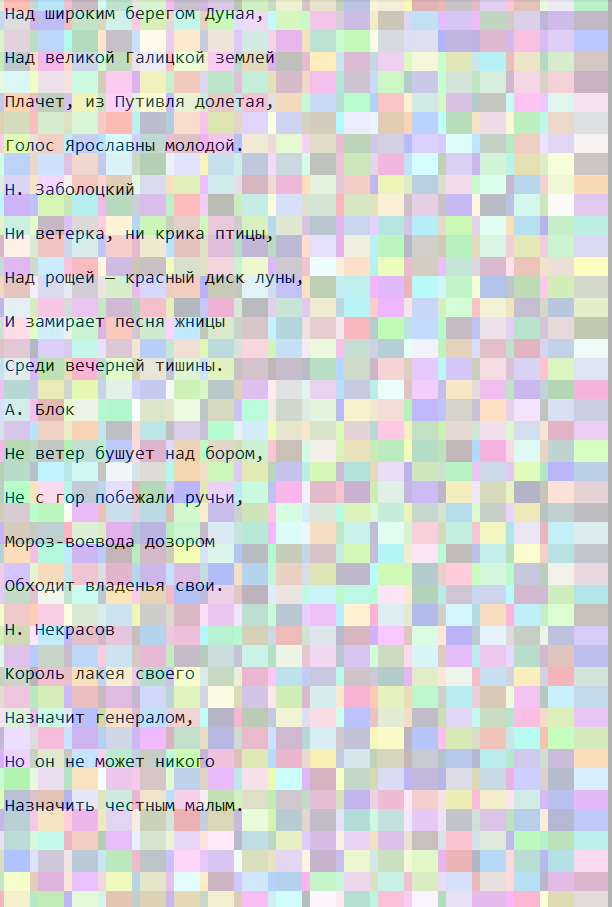 Над широким берегом Дуная,
Над великой Галицкой землей
Плачет, из Путивля долетая,
Голос Ярославны молодой.
Н. Заболоцкий
Ни ветерка, ни крика птицы,
Над рощей — красный диск луны,
И замирает песня жницы
Среди вечерней тишины.
А. Блок
Не ветер бушует над бором,
Не с гор побежали ручьи,
Мороз-воевода дозором
Обходит владенья свои.
Н. Некрасов
Король лакея своего
Назначит генералом,
Но он не может никого
Назначить честным малым.